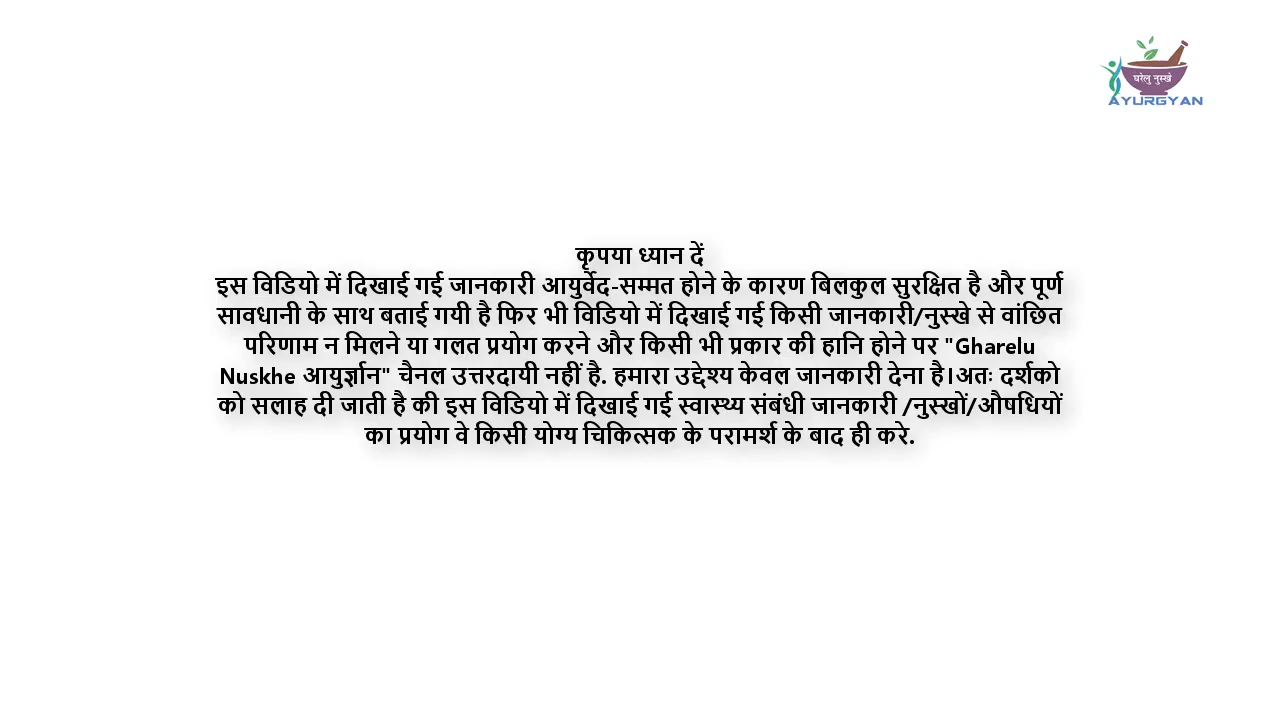 घरेलु नुस्खे
AYURGYAN
कृपया ध्यान दें
इस विडियो में दिखाई गई जानकारी आयुर्वेद-सम्मत होने के कारण बिलकुल सुरक्षित है और पूर्ण
सावधानी के साथ बताई गयी है फिर भी विडियो में दिखाई गई किसी जानकारी/नुस्खे से वांछित
परिणाम न मिलने या गलत प्रयोग करने और किसी भी प्रकार की हानि होने पर "Gharelu
Nuskhe आयुर्ज्ञान" चैनल उत्तरदायी नहीं है. हमारा उद्देश्य केवल जानकारी देना है।अतः दर्शको
को सलाह दी जाती है की इस विडियो में दिखाई गई स्वास्थ्य संबंधी जानकारी /नुस्खों/औषधियों
का प्रयोग वे किसी योग्य चिकित्सक के परामर्श के बाद ही करे.